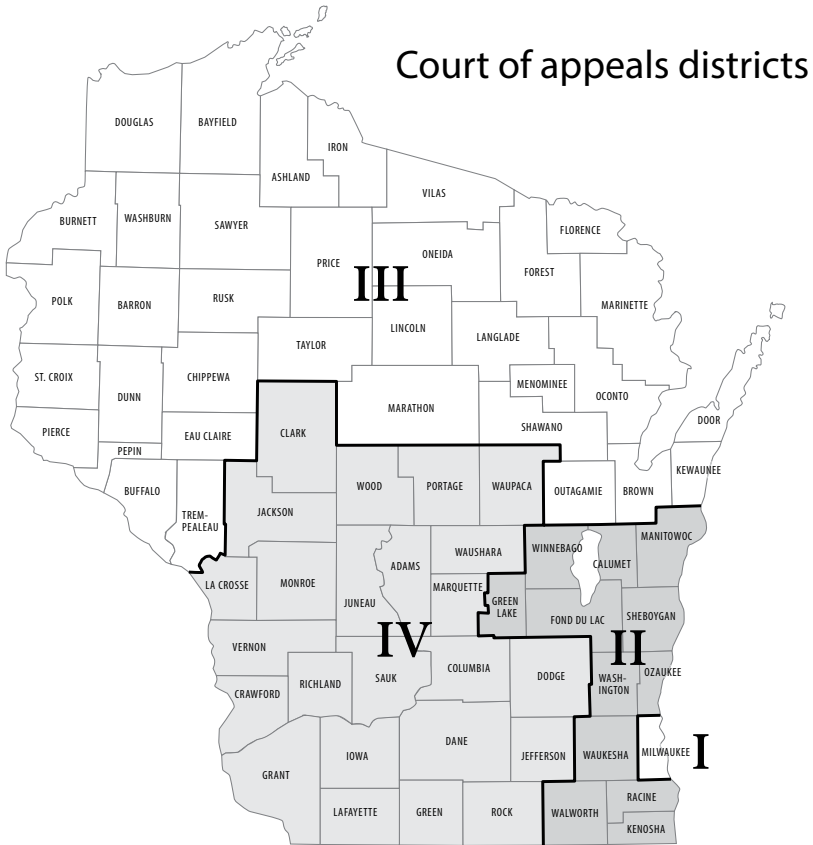 Court of appeals districts
DOUGLAS
BAYFIELD
IRON
ASHLAND
VILAS
BURNETT
WASHBURN
SAWYER
FLORENCE
PRICE
ONEIDA
FOREST
III
POLK
BARRON
RUSK
MARINETTE
LINCOLN
LANGLADE
TAYLOR
ST. CROIX
DUNN
CHIPPEWA
MENOMINEE
OCONTO
MARATHON
DOOR
PIERCE
EAU CLAIRE
CLARK
SHAWANO
PEPIN
KEWAUNEE
BUFFALO
WOOD
PORTAGE
WAUPACA
OUTAGAMIE
BROWN
TREM-
PEALEAU
JACKSON
MANITOWOC
WINNEBAGO
WAUSHARA
CALUMET
ADAMS
LA CROSSE
MONROE
MARQUETTE
JUNEAU
GREEN
LAKE
FOND DU LAC
SHEBOYGAN
IV
II
VERNON
COLUMBIA
OZAUKEE
SAUK
DODGE
WASH-
INGTON
RICHLAND
CRAWFORD
DANE
IOWA
JEFFERSON
WAUKESHA
MILWAUKEE
I
GRANT
RACINE
LAFAYETTE
GREEN
ROCK
WALWORTH
KENOSHA